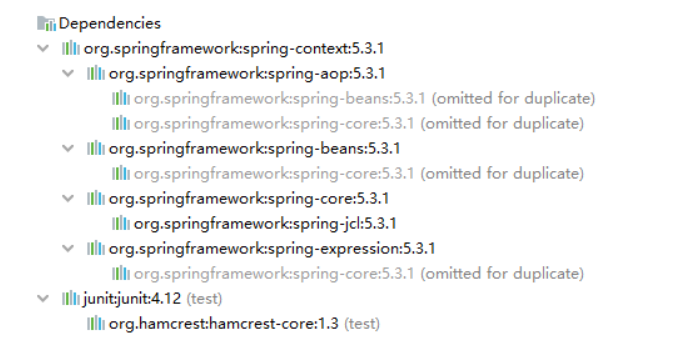 Dependencies
org.springframework:spring-context:5.3.1
org.springframework:spring-aop:5.3.1
org.springframework:spring-beans:5.3.1 (omitted for duplicate)
org.springframework:spring-core:5.3.1 (omitted for duplicate)
org.springframework:spring-beans:5.3.1
org.springframework:spring-core:5.3.1 (omitted for duplicate)
org.springframework:spring-core:5.3.1
org.springframework:spring-jcl:5.3.1
org.springframework:spring-expression:5.3.1
org.springframework:spring-core:5.3.1 (omitted for duplicate)
junit:junit:4.12 (test)
org.hamcrest:hamcrest-core:1.3 (test)